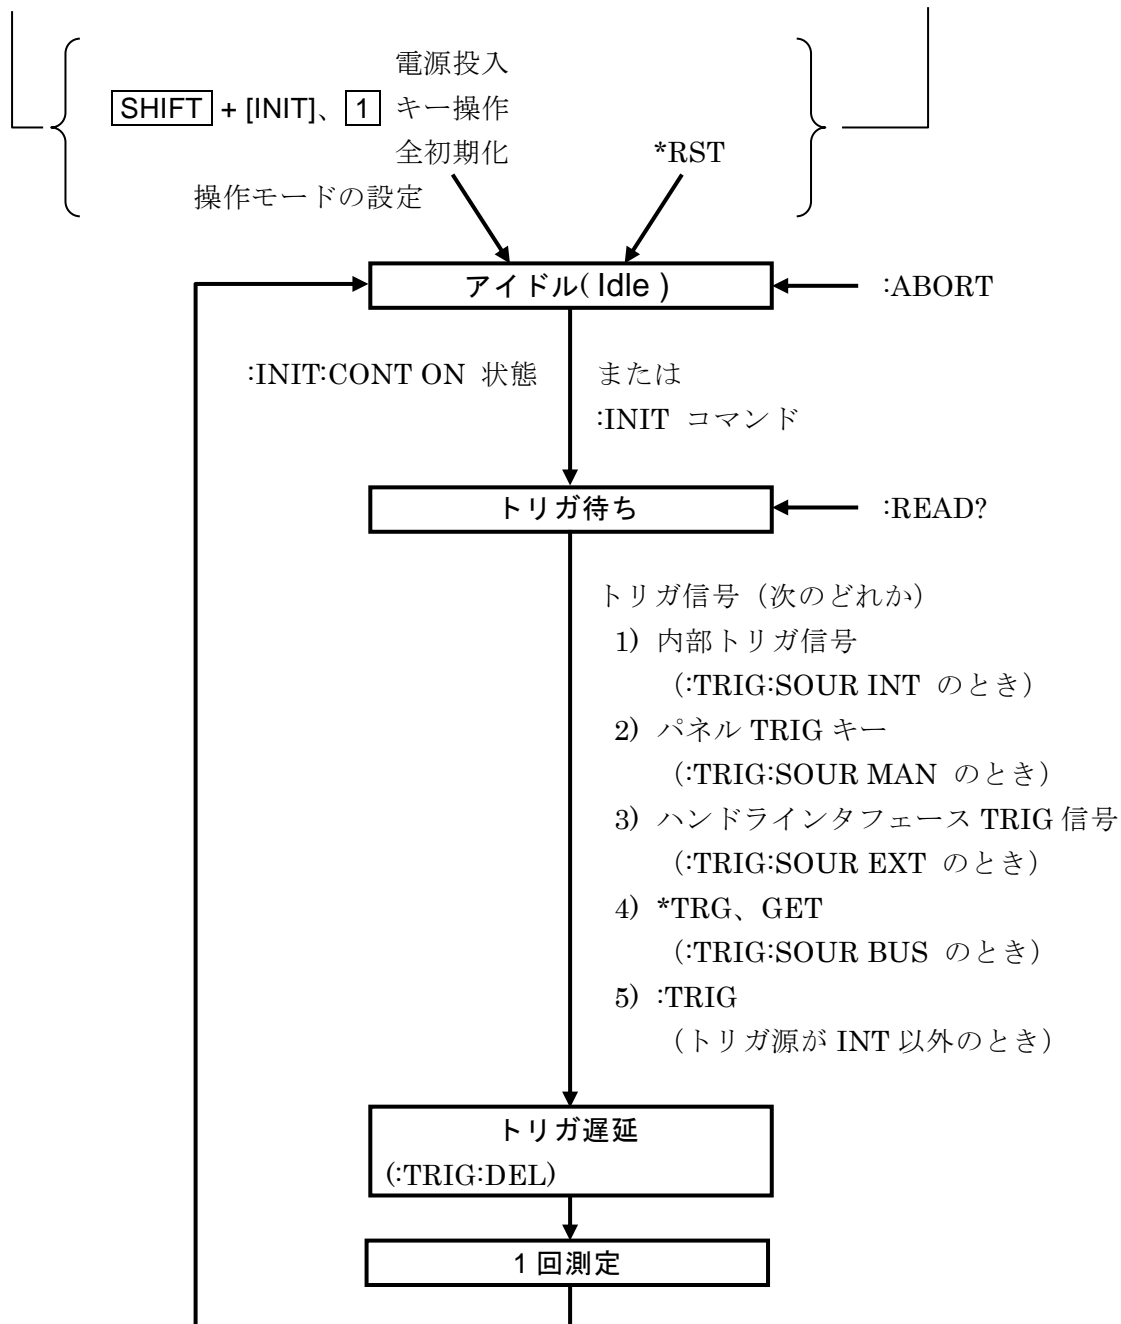 電源投入
SHIFT + [INIT]、 1 キー操作
全初期化 *RST
操作モードの設定
アイドル( Idle )
:ABORT
:INIT:CONT ON 状態 または
:INIT コマンド
トリガ待ち
:READ?
トリガ信号（次のどれか）
1) 内部トリガ信号
（:TRIG:SOUR INT のとき）
2) パネル TRIG キー
（:TRIG:SOUR MAN のとき）
3) ハンドラインタフェース TRIG 信号
（:TRIG:SOUR EXT のとき）
4) *TRG、GET
（:TRIG:SOUR BUS のとき）
5) :TRIG
（トリガ源が INT 以外のとき）
トリガ遅延
(:TRIG:DEL)
1 回測定